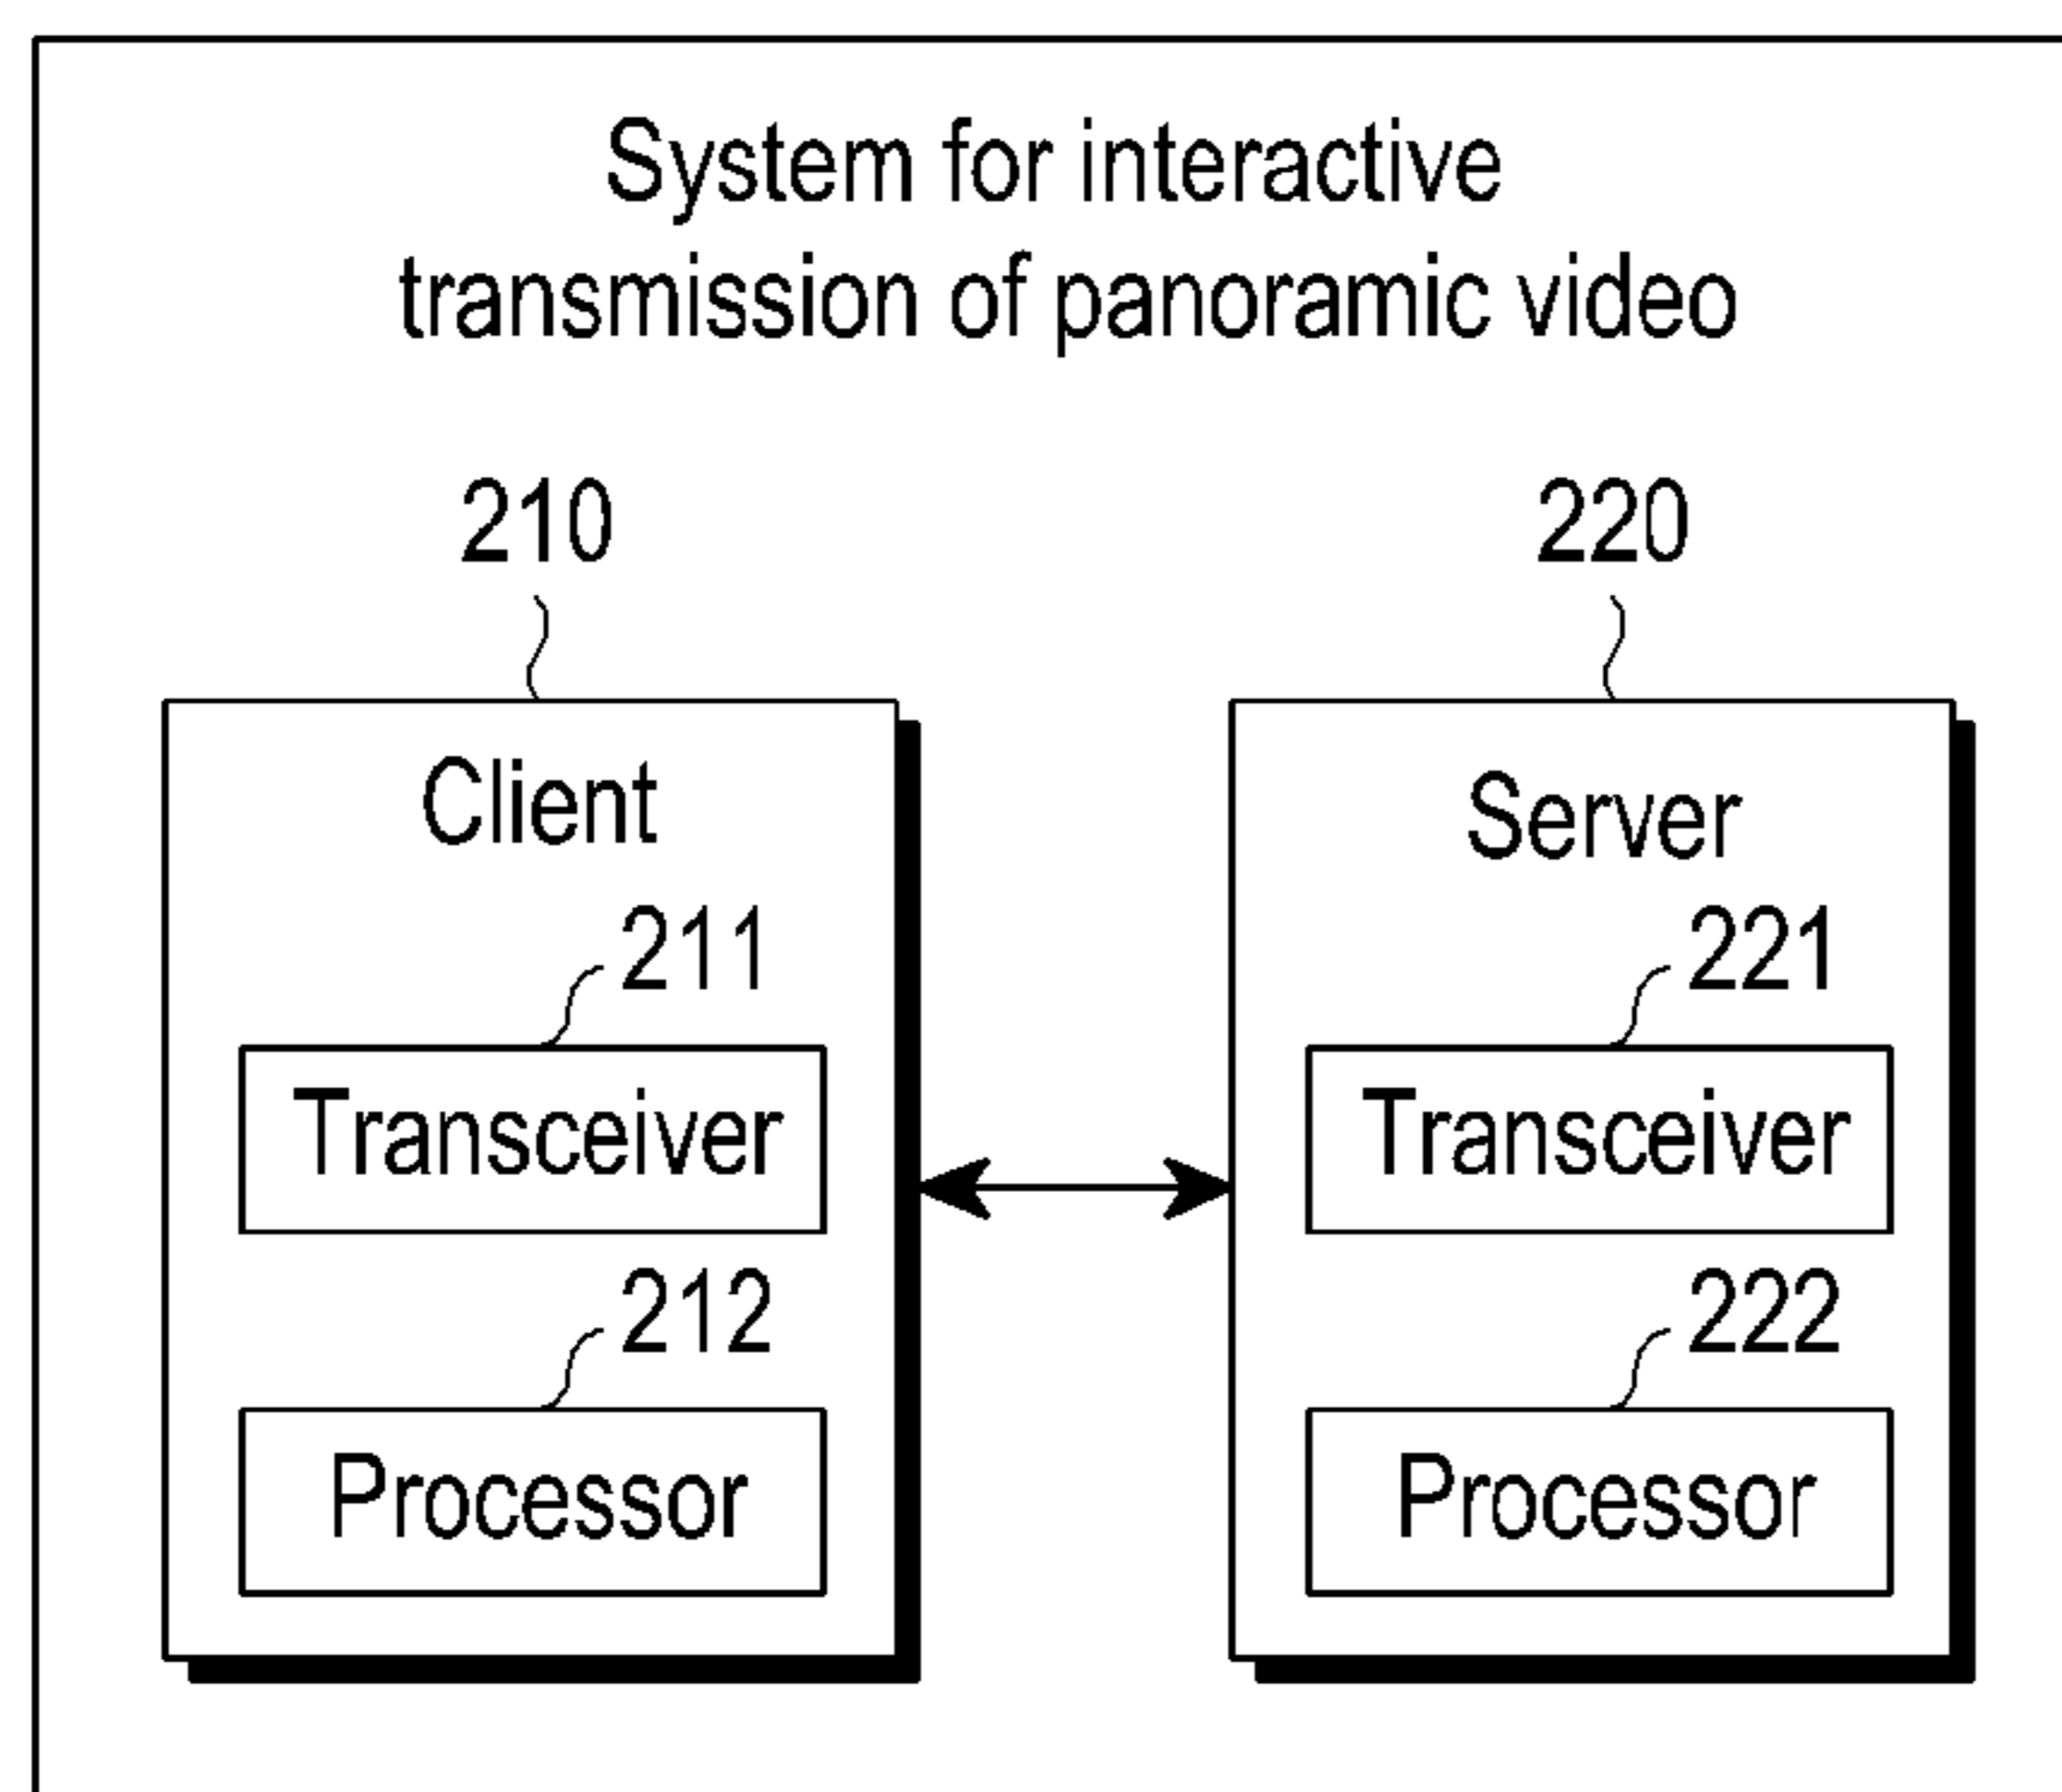 System for interactive
transmission of panoramic video
210
220
Client
Server
211
221
Transceiver
Transceiver
212
222
Processor
Processor